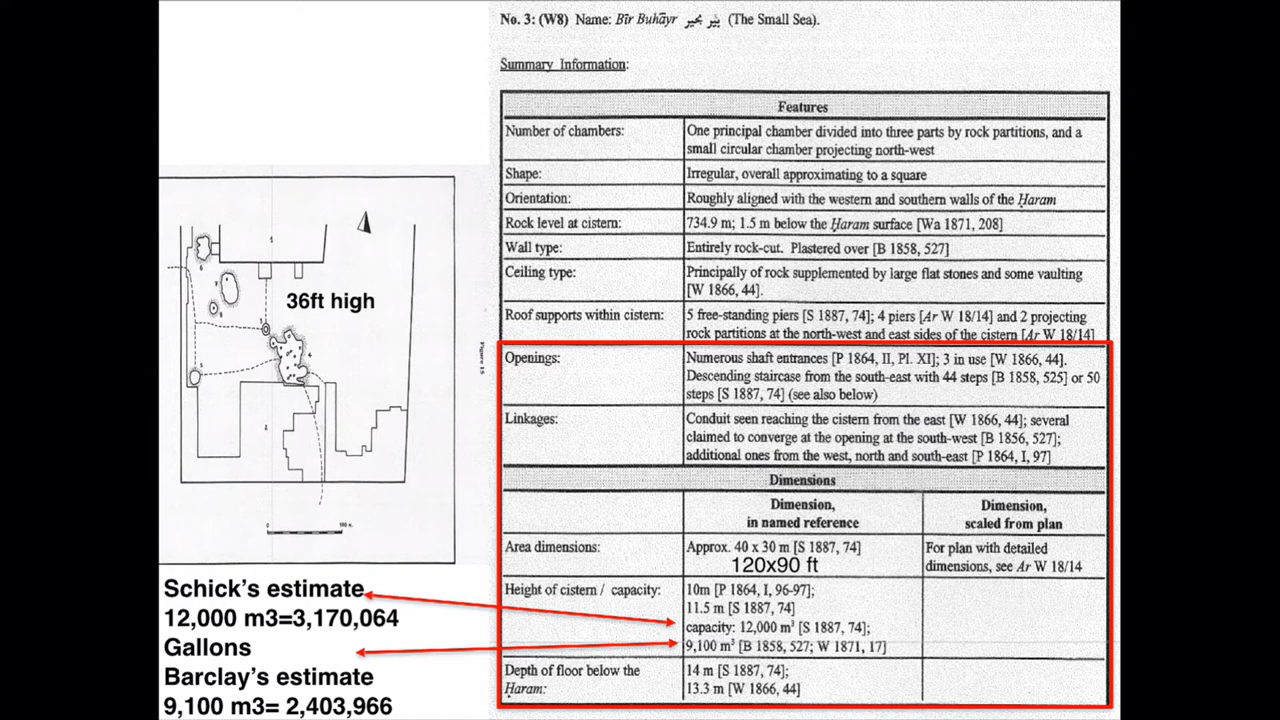 No. 3: (W8) Name: Bīr Buḥāyr بئير بحير (The Small Sea).
Summary Information:
Features
Number of chambers: One principal chamber divided into three parts by rock partitions, and a
small circular chamber projecting north-west
Shape: Irregular, overall approximating to a square
Orientation: Roughly aligned with the western and southern walls of the Ḥaram
Rock level at cistern: 734.9 m; 1.5 m below the Ḥaram surface [Wa 1871, 208]
Wall type: Entirely rock-cut. Plastered over [B 1858, 527]
Ceiling type: Principally of rock supplemented by large flat stones and some vaulting
[W 1866, 44].
Roof supports within cistern: 5 free-standing piers [S 1887, 74]; 4 piers [Ar W 18/14] and 2 projecting
rock partitions at the north-west and east sides of the cistern [Ar W 18/14]
Openings: Numerous shaft entrances [P 1864, II, Pl. XI]; 3 in use [W 1866, 44].
Descending staircase from the south-east with 44 steps [B 1858, 525] or 50
steps [S 1887, 74] (see also below)
Linkages: Conduit seen reaching the cistern from the east [W 1866, 44]; several
claimed to converge at the opening at the south-west [B 1856, 527];
additional ones from the west, north and south-east [P 1864, I, 97]
Dimensions
Dimension,
in named reference
Dimension,
scaled from plan
Area dimensions: Approx. 40 x 30 m [S 1887, 74]
120x90 ft
For plan with detailed
dimensions, see Ar W 18/14
Height of cistern / capacity: 10m [P 1864, I, 96-97];
11.5 m [S 1887, 74]
capacity: 12,000 m³ [S 1887, 74];
9,100 m³ [B 1858, 527; W 1871, 17]
Depth of floor below the
Ḥaram:
14 m [S 1887, 74];
13.3 m [W 1866, 44]
36ft high
Figure 15
Schick's estimate
12,000 m3=3,170,064
Gallons
Barclay's estimate
9,100 m3= 2,403,966